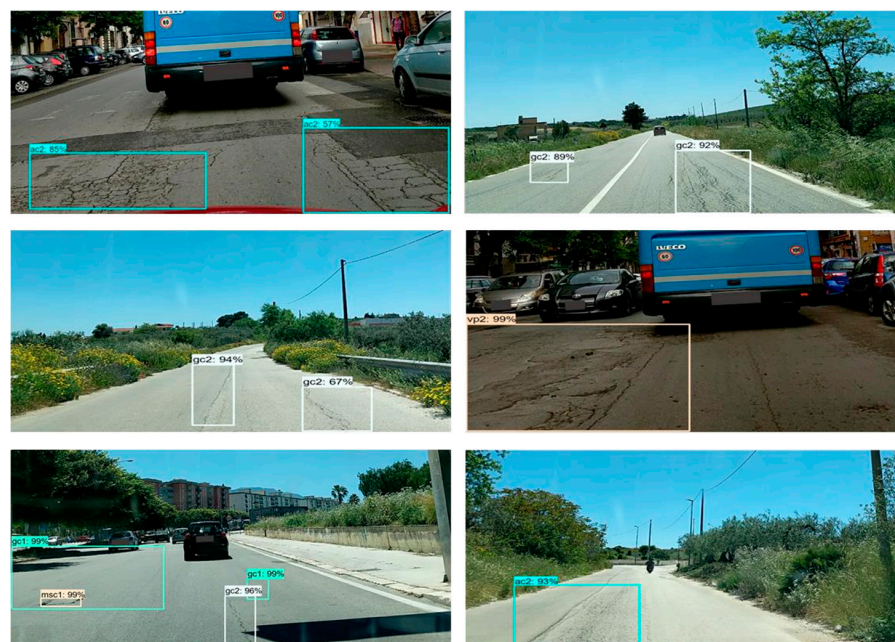 ac2: 85%
ac2: 57%
gc2: 89%
gc2: 92%
gc2: 94%
gc2: 67%
IVECO
vp2: 99%
gc1: 99%
msc1: 99%
gc1: 99%
gc2: 96%
ac2: 93%